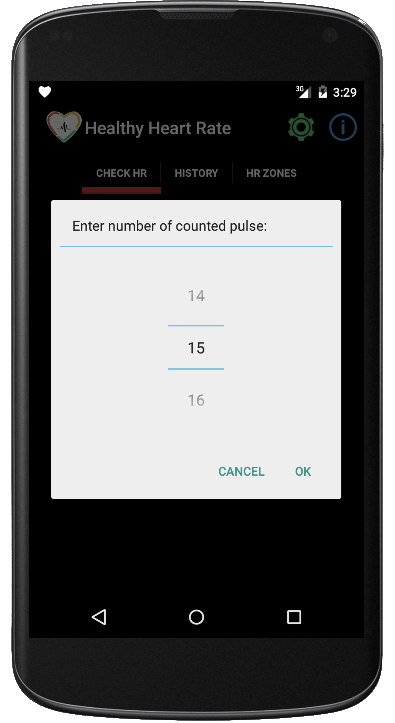 3G 3:29
Healthy Heart Rate i
CHECK HR HISTORY HR ZONES
Enter number of counted pulse:
14
15
16
CANCEL OK